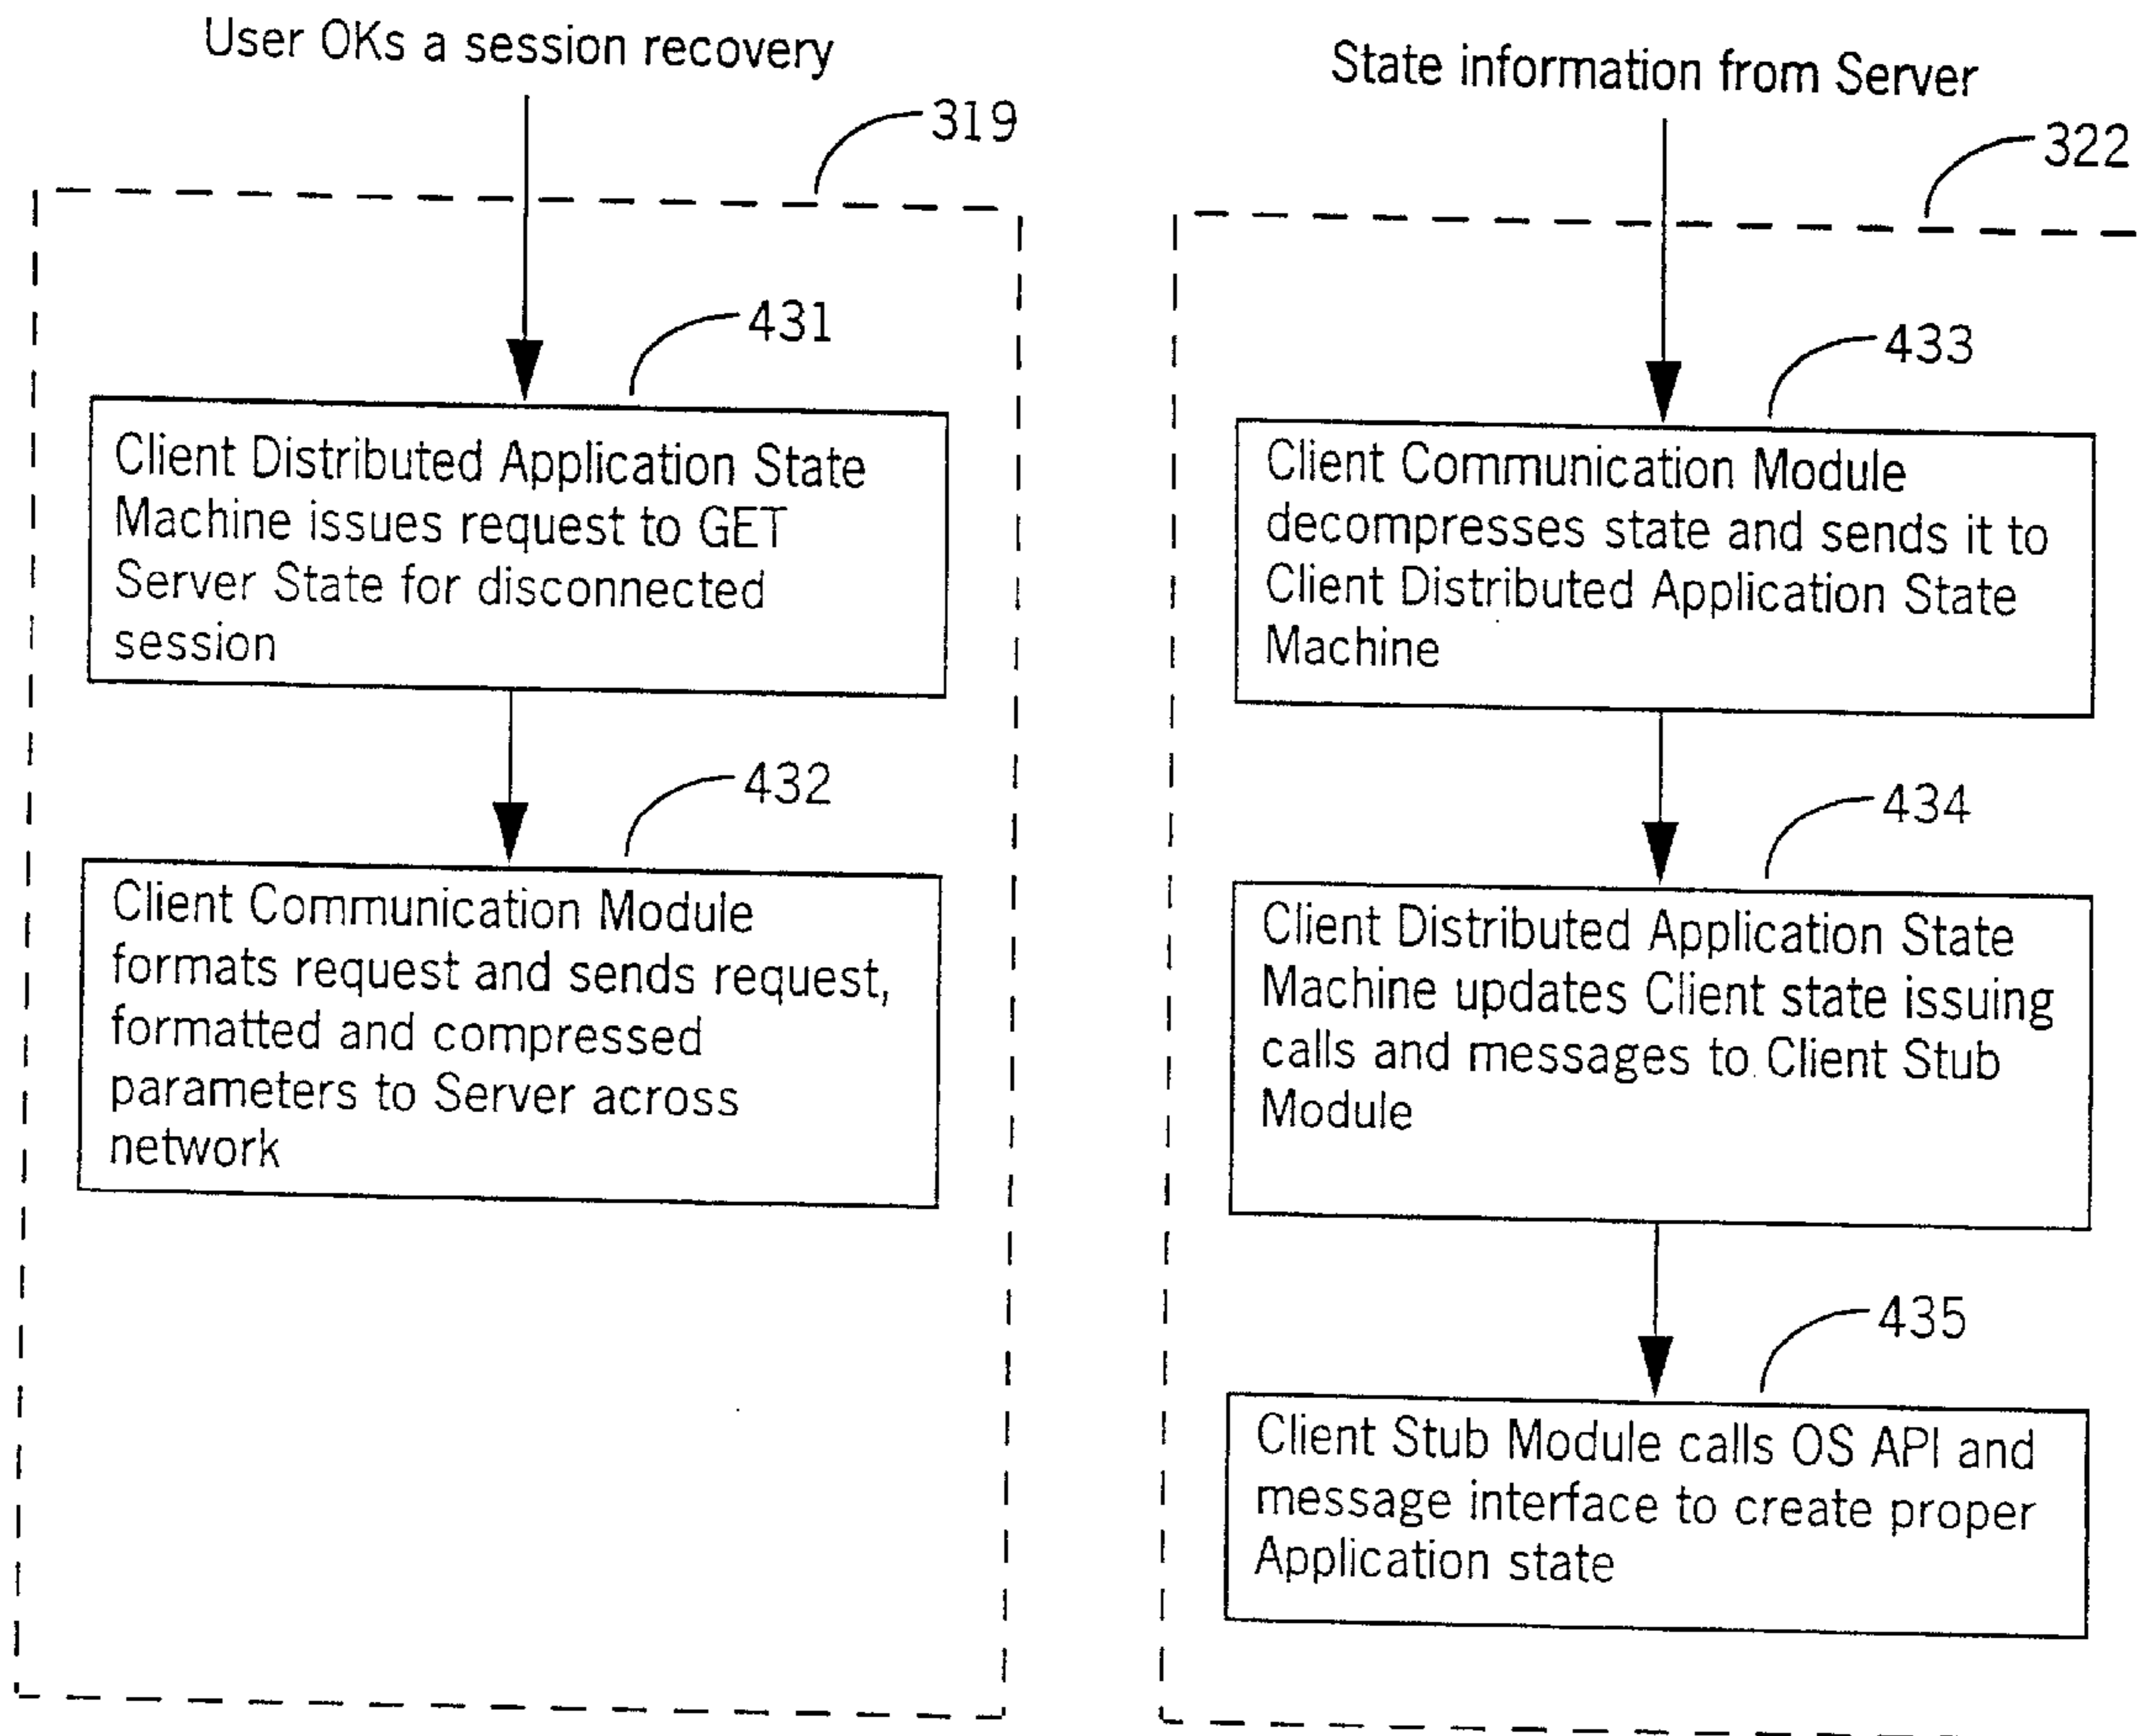 User OKs a session recovery
319
431
Client Distributed Application State
Machine issues request to GET
Server State for disconnected
session
432
Client Communication Module
formats request and sends request,
formatted and compressed
parameters to Server across
network
State information from Server
322
433
Client Communication Module
decompresses state and sends it to
Client Distributed Application State
Machine
434
Client Distributed Application State
Machine updates Client state issuing
calls and messages to Client Stub
Module
435
Client Stub Module calls OS API and
message interface to create proper
Application state